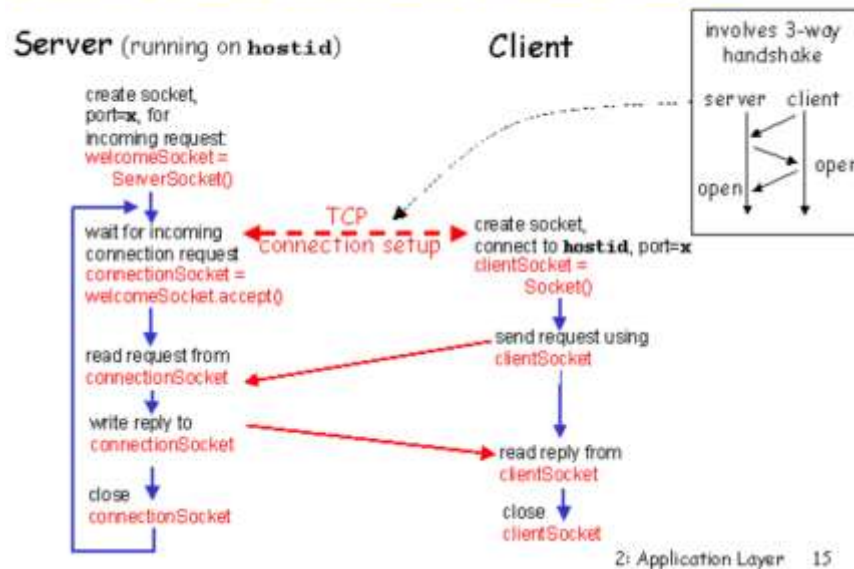 Server (running on hostid)
Client
involves 3-way
handshake
server client
open
open
create socket,
port=x, for
incoming request:
welcomeSocket =
ServerSocket()
TCP
connection setup
wait for incoming
connection request
connectionSocket =
welcomeSocket.accept()
create socket,
connect to hostid, port=x
clientSocket =
Socket()
send request using
clientSocket
read request from
connectionSocket
write reply to
connectionSocket
read reply from
clientSocket
close
connectionSocket
close
clientSocket
2: Application Layer 15